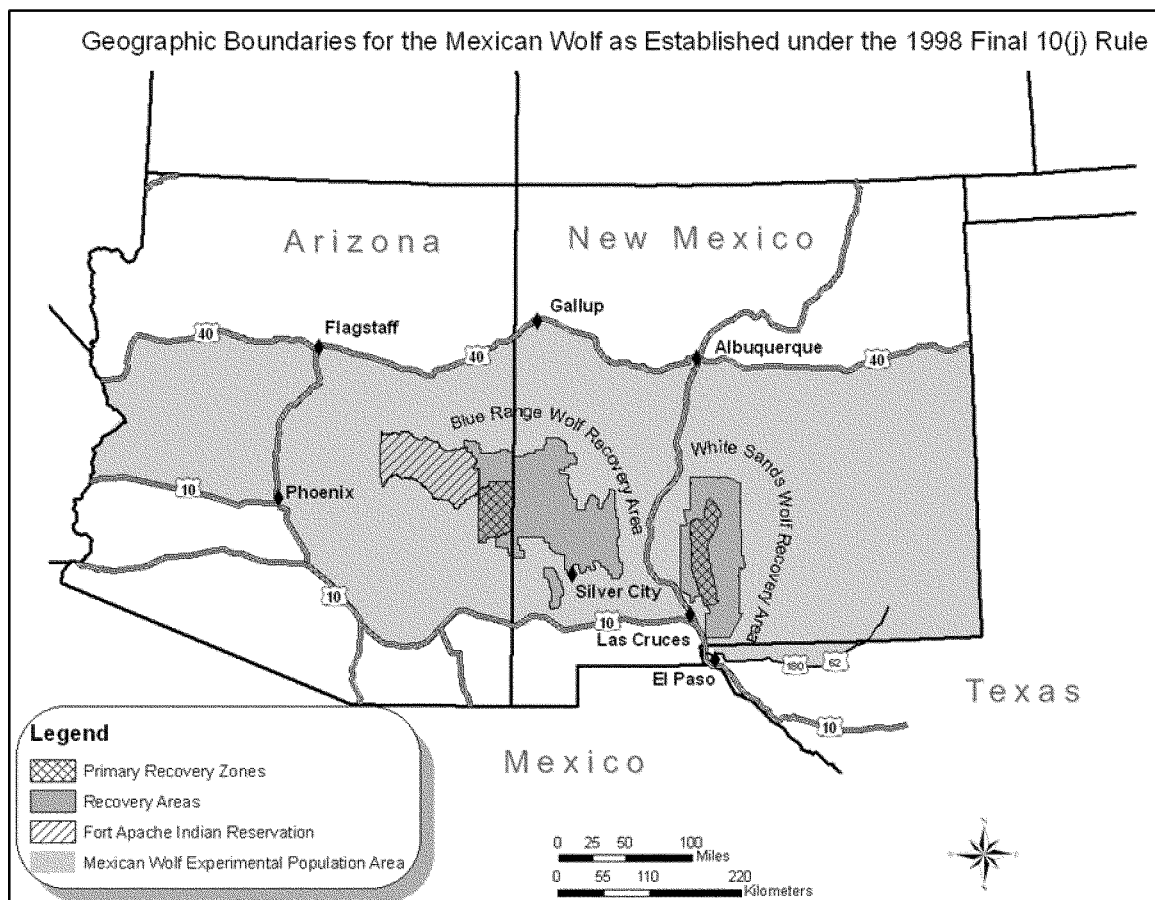 Geographic Boundaries for the Mexican Wolf as Established under the 1998 Final 10(j) Rule
Arizona
New Mexico
Gallup
Flagstaff
40
40
Albuquerque
40
Blue Range Wolf Recovery Area
White Sands Wolf Recovery Area
10
Phoenix
Silver City
10
10
Las Cruces
180
62
El Paso
Texas
10
Mexico
Legend
Primary Recovery Zones
Recovery Areas
Fort Apache Indian Reservation
Mexican Wolf Experimental Population Area
0 25 50 100
Miles
0 55 110 220
Kilometers